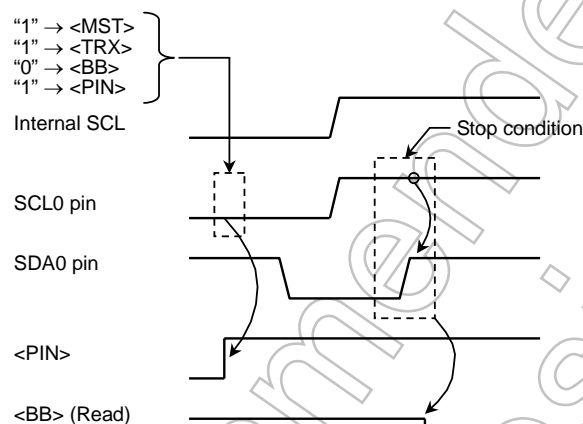 “1” → <MST>
“1” → <TRX>
“0” → <BB>
“1” → <PIN>
Internal SCL
Stop condition
SCL0 pin
SDA0 pin
<PIN>
<BB> (Read)